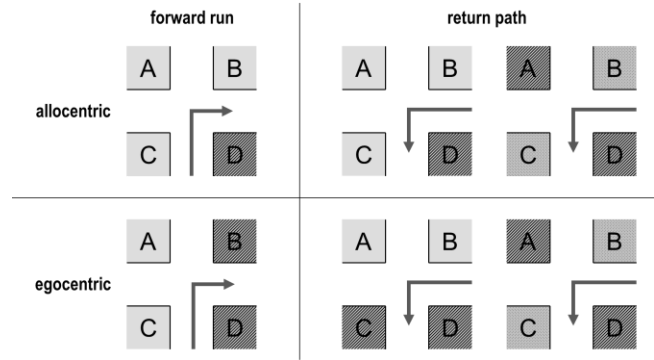 forward run return path
A B A B A B
allocentric
C D C D C D
A B A B A B
egocentric
C D C D C D